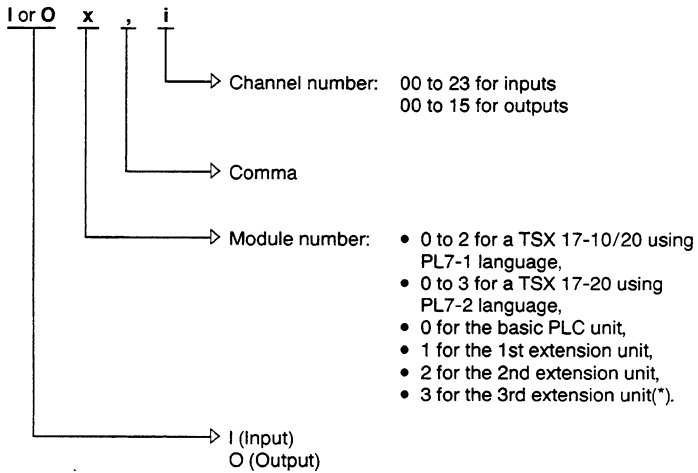 I or O x , i
Channel number: 00 to 23 for inputs
00 to 15 for outputs
Comma
Module number: • 0 to 2 for a TSX 17-10/20 using
PL7-1 language,
• 0 to 3 for a TSX 17-20 using
PL7-2 language,
• 0 for the basic PLC unit,
• 1 for the 1st extension unit,
• 2 for the 2nd extension unit,
• 3 for the 3rd extension unit(*).
I (Input)
O (Output)